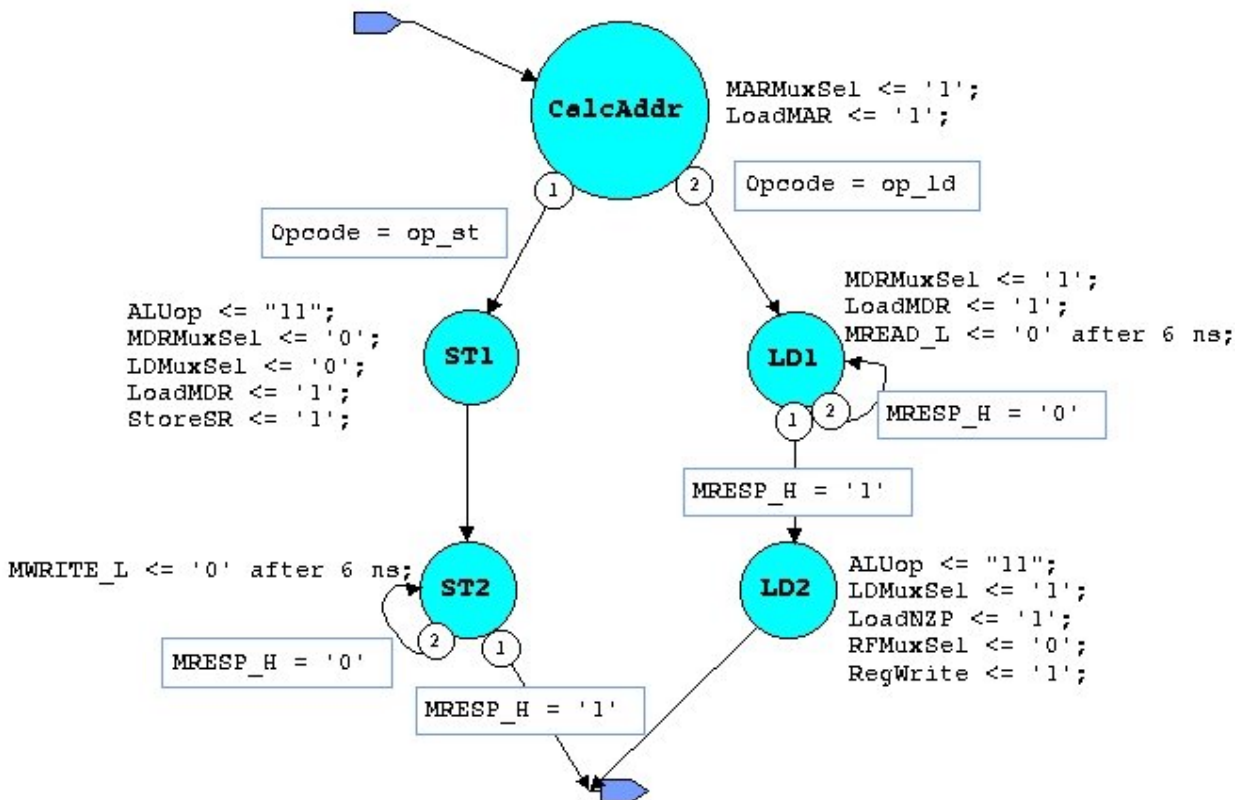 CalcAddr
MARMuxSel <= '1';
LoadMAR <= '1';
1
2
Opcode = op_st
Opcode = op_ld
ALUop <= "11";
MDRMuxSel <= '0';
LDMuxSel <= '0';
LoadMDR <= '1';
StoreSR <= '1';
ST1
MDRMuxSel <= '1';
LoadMDR <= '1';
MREAD_L <= '0' after 6 ns;
LD1
1
2
MRESP_H = '0'
MRESP_H = '1'
MWRITE_L <= '0' after 6 ns;
ST2
2
1
MRESP_H = '0'
MRESP_H = '1'
LD2
ALUop <= "11";
LDMuxSel <= '1';
LoadNZP <= '1';
RFMuxSel <= '0';
RegWrite <= '1';